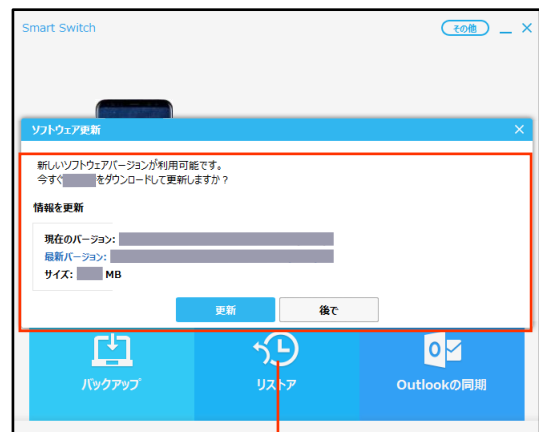 Smart Switch
その他
ソフトウェア更新
新しいソフトウェアバージョンが利用可能です。
今すぐ をダウンロードして更新しますか？
情報を更新
現在のバージョン:
最新バージョン:
サイズ: MB
更新
後で
バックアップ
リストア
Outlookの同期